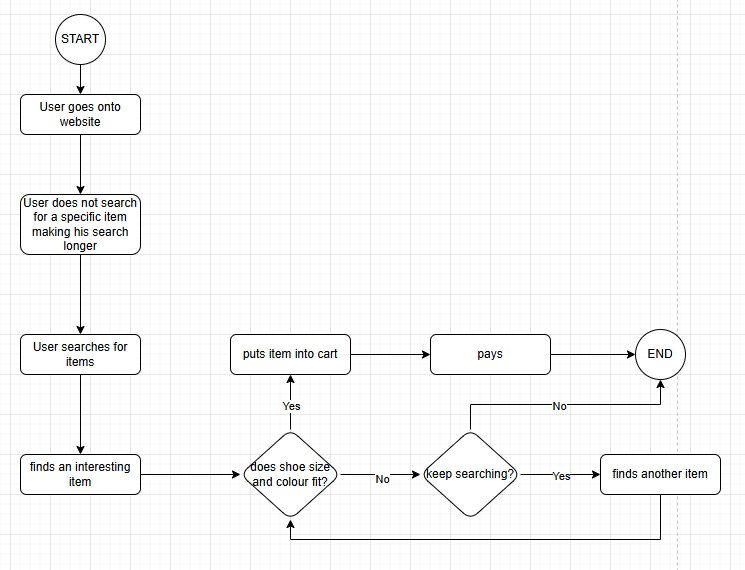 START
User goes onto
website
User does not search
for a specific item
making his search
longer
User searches for
items
finds an interesting
item
does shoe size
and colour fit?
Yes
puts item into cart
pays
END
No
keep searching?
No
Yes
finds another item